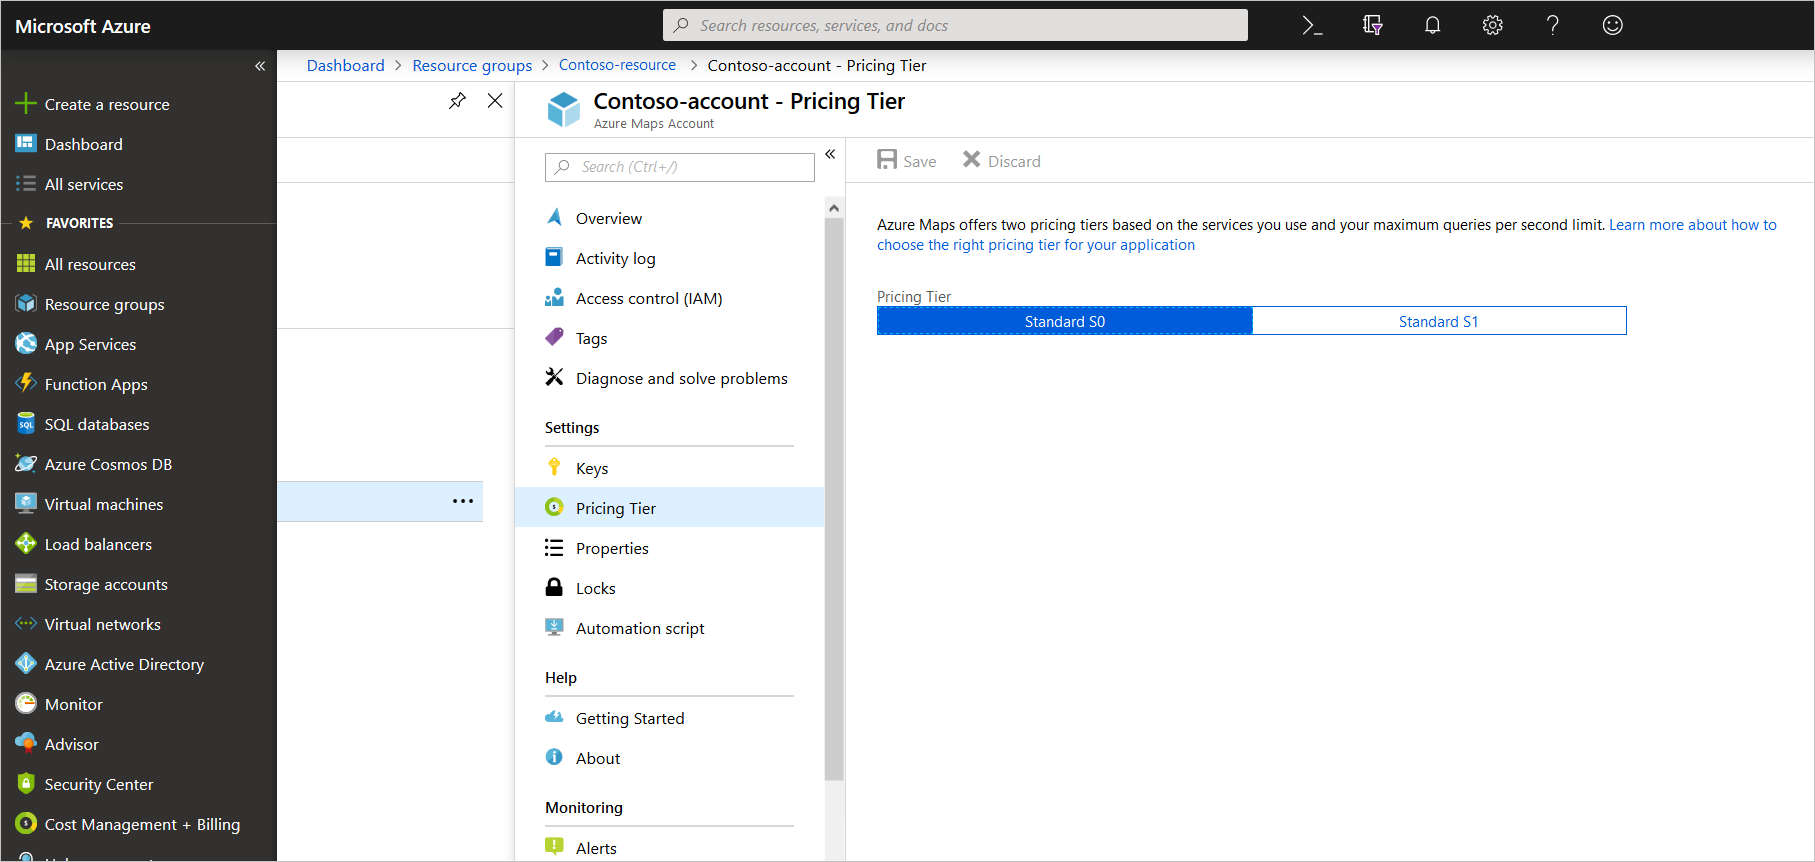 Microsoft Azure
Search resources, services, and docs
Create a resource
Dashboard
All services
FAVORITES
All resources
Resource groups
App Services
Function Apps
SQL databases
Azure Cosmos DB
Virtual machines
Load balancers
Storage accounts
Virtual networks
Azure Active Directory
Monitor
Advisor
Security Center
Cost Management + Billing
Dashboard > Resource groups > Contoso-resource > Contoso-account - Pricing Tier
Contoso-account - Pricing Tier
Azure Maps Account
Search (Ctrl+/)
Overview
Activity log
Access control (IAM)
Tags
Diagnose and solve problems
Settings
Keys
Pricing Tier
Properties
Locks
Automation script
Help
Getting Started
About
Monitoring
Alerts
Save Discard
Azure Maps offers two pricing tiers based on the services you use and your maximum queries per second limit. Learn more about how to
choose the right pricing tier for your application
Pricing Tier
Standard S0 Standard S1